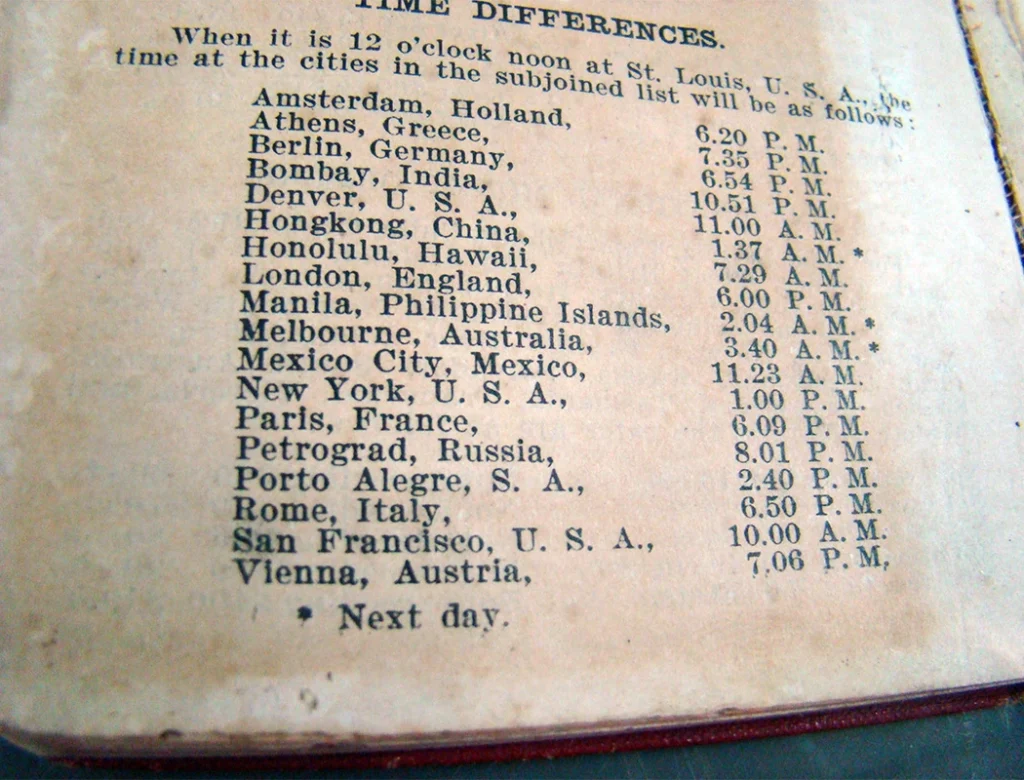 TIME DIFFERENCES.
When it is 12 o'clock noon at St. Louis, U. S. A., the
time at the cities in the subjoined list will be as follows:
Amsterdam, Holland, 6.20 P. M.
Athens, Greece, 7.35 P. M.
Berlin, Germany, 6.54 P. M.
Bombay, India, 10.51 P. M.
Denver, U. S. A., 11.00 A. M.
Hongkong, China, 1.37 A. M.*
Honolulu, Hawaii, 7.29 A. M.
London, England, 6.00 P. M.
Manila, Philippine Islands, 2.04 A. M.*
Melbourne, Australia, 3.40 A. M.*
Mexico City, Mexico, 11.23 A. M.
New York, U. S. A., 1.00 P. M.
Paris, France, 6.09 P. M.
Petrograd, Russia, 8.01 P. M.
Porto Alegre, S. A., 2.40 P. M.
Rome, Italy, 6.50 P. M.
San Francisco, U. S. A., 10.00 A. M.
Vienna, Austria, 7.06 P. M,
* Next day.